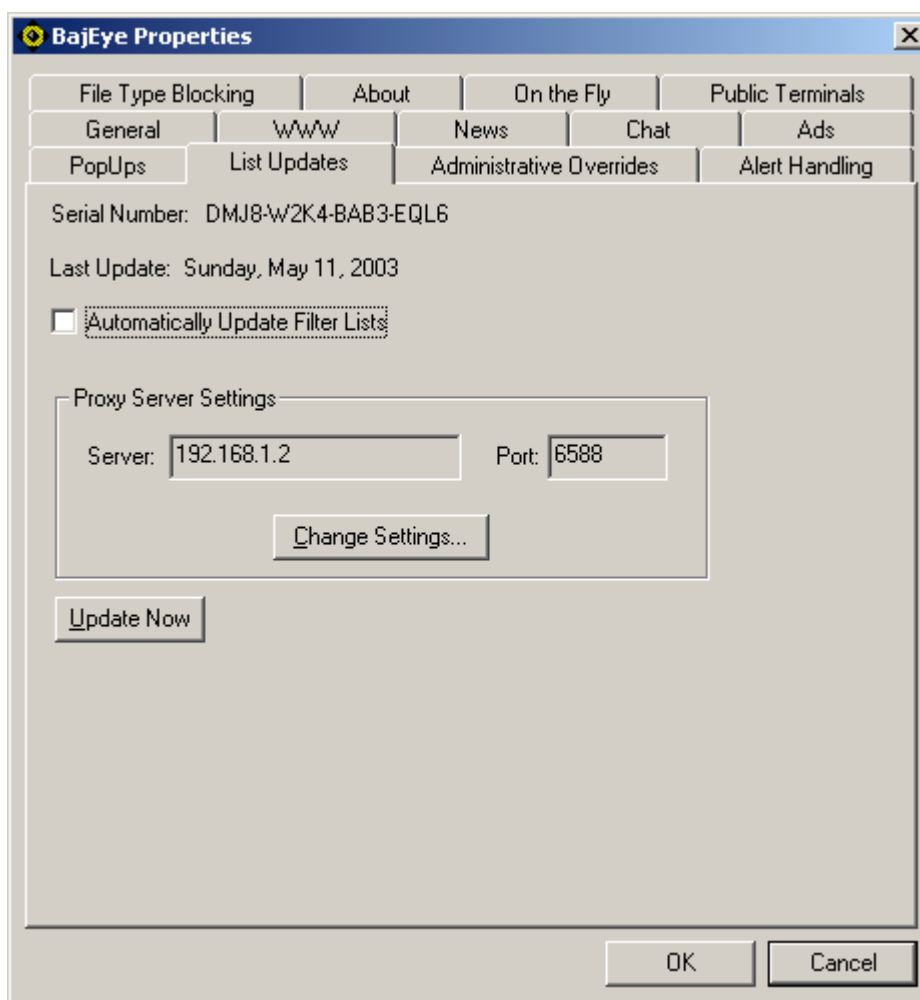 BajEye Properties
File Type Blocking About On the Fly Public Terminals
General WWW News Chat Ads
PopUps List Updates Administrative Overrides Alert Handling
Serial Number: DMJ8-W2K4-BAB3-EQL6
Last Update: Sunday, May 11, 2003
Automatically Update Filter Lists
Proxy Server Settings
Server: 192.168.1.2 Port: 6588
Change Settings...
Update Now
OK Cancel